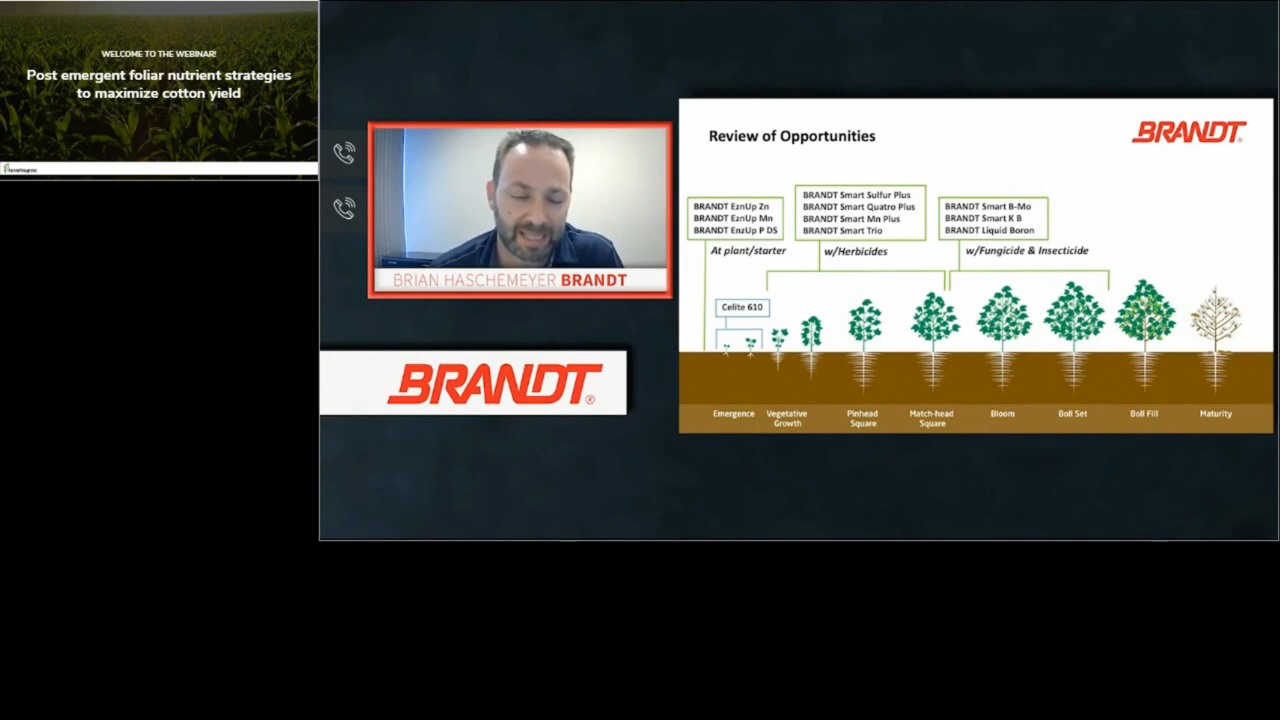 WELCOME TO THE WEBINAR!
Post emergent foliar nutrient strategies
to maximize cotton yield
BRIAN HASCHEMEYER BRANDT
BRANDT®
Review of Opportunities
BRANDT®
BRANDT EznUp Zn
BRANDT EznUp Mn
BRANDT EnzUp P DS
At plant/starter
BRANDT Smart Sulfur Plus
BRANDT Smart Quatro Plus
BRANDT Smart Mn Plus
BRANDT Smart Trio
w/Herbicides
BRANDT Smart B-Mo
BRANDT Smart K B
BRANDT Liquid Boron
w/Fungicide & Insecticide
Celite 610
Emergence
Vegetative
Growth
Pinhead
Square
Match-head
Square
Bloom
Boll Set
Boll Fill
Maturity